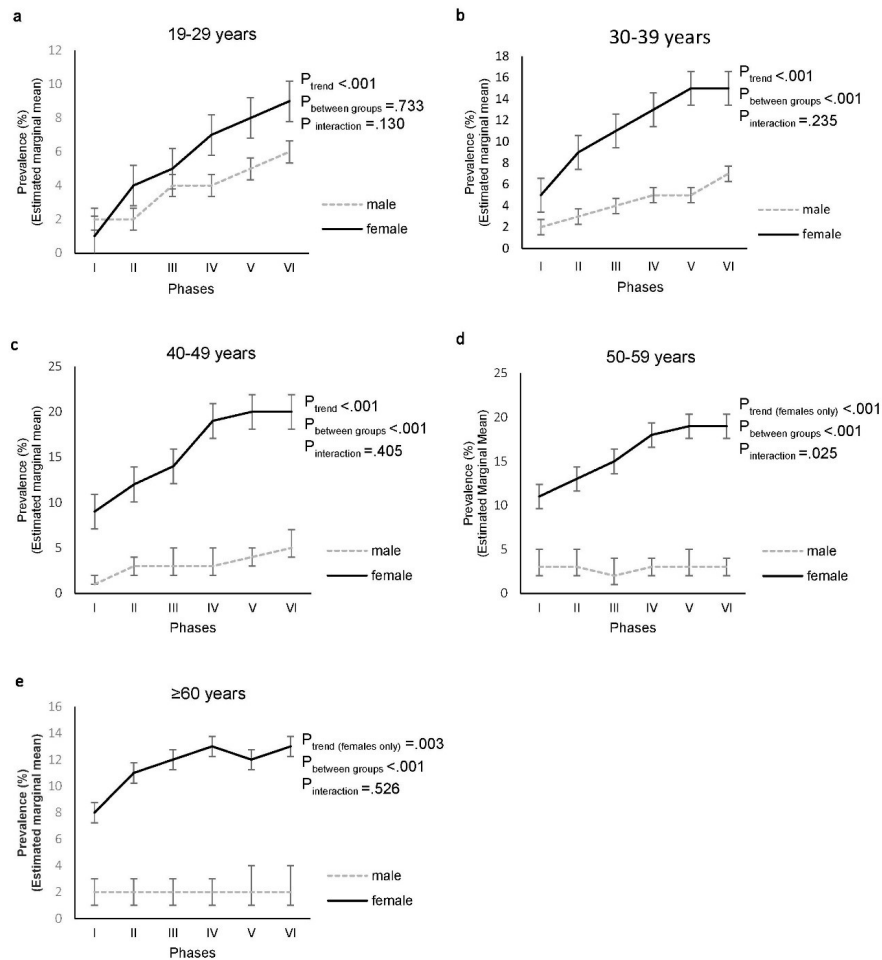 a
19-29 years
12
10
8
6
4
2
0
Prevalence (%)
(Estimated marginal mean)
I II III IV V VI
Phases
P trend <.001
P between groups =.733
P interaction =.130
male
female
b
30-39 years
18
16
14
12
10
8
6
4
2
0
Prevalence (%)
(Estimated marginal mean)
I II III IV V VI
Phases
P trend <.001
P between groups <.001
P interaction =.235
male
female
c
40-49 years
25
20
15
10
5
0
Prevalence (%)
(Estimated marginal mean)
I II III IV V VI
Phases
P trend <.001
P between groups <.001
P interaction =.405
male
female
d
50-59 years
25
20
15
10
5
0
Prevalence (%)
(Estimated Marginal Mean)
I II III IV V VI
Phases
P trend (females only) <.001
P between groups <.001
P interaction =.025
male
female
e
≥60 years
16
14
12
10
8
6
4
2
0
Prevalence (%)
(Estimated marginal mean)
I II III IV V VI
Phases
P trend (females only) =.003
P between groups <.001
P interaction =.526
male
female